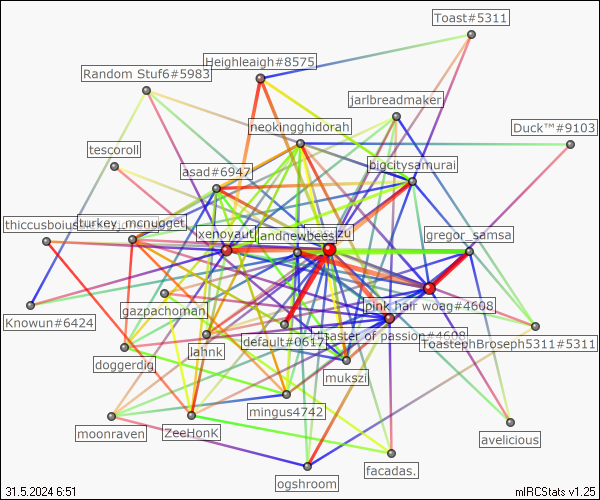 Toast#5311
Heighleaigh#8575
Random Stuf6#5983
jarlbreadmaker
neokingghidorah
Duck™#9103
tescoroll
bigcitysamurai
asad#6947
turkey_mcnugget
xenoyaut
andnewbees
zu
gregor_samsa
gazpachoman
pink hair woag#4608
Knowun#6424
default#0617
master of passion#4608
ToastephBroseph5311#5311
lahnk
doggerdig
mukszi
mingus4742
moonraven
ZeeHonK
avelicious
facadas.
ogshroom
31.5.2024 6:51
mIRCStats v1.25